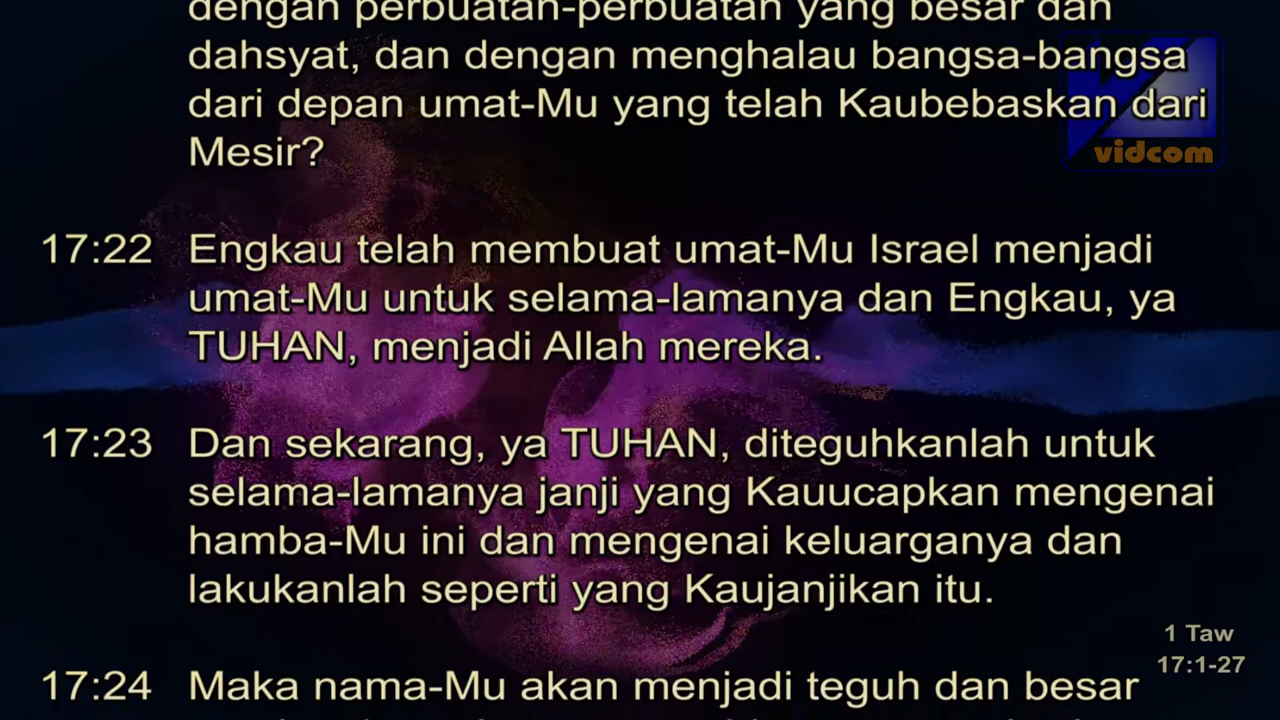 dengan perbuatan-perbuatan yang besar dan
dahsyat, dan dengan menghalau bangsa-bangsa
dari depan umat-Mu yang telah Kaubebaskan dari
Mesir?
vidcom
17:22 Engkau telah membuat umat-Mu Israel menjadi
umat-Mu untuk selama-lamanya dan Engkau, ya
TUHAN, menjadi Allah mereka.
17:23 Dan sekarang, ya TUHAN, diteguhkanlah untuk
selama-lamanya janji yang Kauucapkan mengenai
hamba-Mu ini dan mengenai keluarganya dan
lakukanlah seperti yang Kaujanjikan itu.
1 Taw
17:1-27
17:24 Maka nama-Mu akan menjadi teguh dan besar